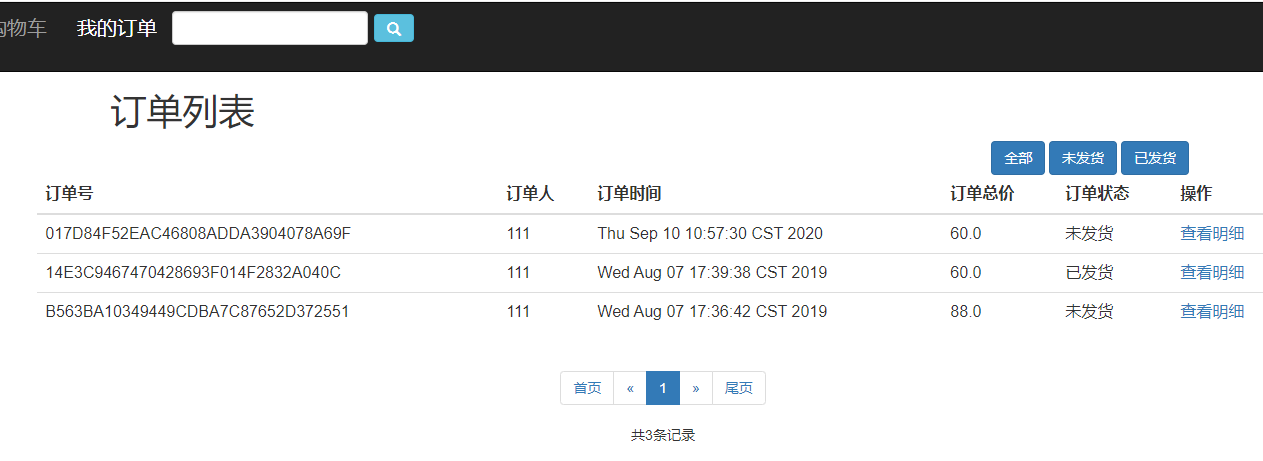 购物车 我的订单
订单列表
全部 未发货 已发货
订单号 订单人 订单时间 订单总价 订单状态 操作
017D84F52EAC46808ADDA3904078A69F 111 Thu Sep 10 10:57:30 CST 2020 60.0 未发货 查看明细
14E3C9467470428693F014F2832A040C 111 Wed Aug 07 17:39:38 CST 2019 60.0 已发货 查看明细
B563BA10349449CDBA7C87652D372551 111 Wed Aug 07 17:36:42 CST 2019 88.0 未发货 查看明细
首页 « 1 » 尾页
共3条记录